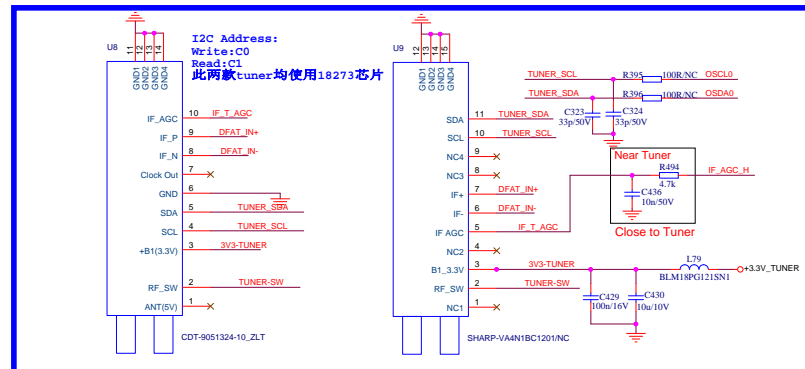 I2C Address:
Write:C0
Read:C1
此两款tuner均使用18273芯片
U8
11
12
13
14
GND1
GND2
GND3
GND4
IF_AGC
10
IF_T_AGC
IF_P
9
DFAT_IN+
IF_N
8
DFAT_IN-
Clock Out
7
GND
6
SDA
5
TUNER_SDA
SCL
4
TUNER_SCL
+B1(3.3V)
3
3V3-TUNER
RF_SW
2
TUNER-SW
ANT(5V)
1
CDT-9051324-10_ZLT
U9
12
13
14
15
GND1
GND2
GND3
GND4
SDA
11
TUNER_SDA
SCL
10
TUNER_SCL
NC4
9
NC3
8
IF+
7
DFAT_IN+
IF-
6
DFAT_IN-
IF AGC
5
IF_T_AGC
NC2
4
B1_3.3V
3
3V3-TUNER
RF_SW
2
TUNER-SW
NC1
1
SHARP-VA4N1BC1201/NC
TUNER_SCL
R395
100R/NC
OSCL0
TUNER_SDA
R396
100R/NC
OSDA0
C323
33p/50V
C324
33p/50V
Near Tuner
R494
4.7k
IF_AGC_H
C436
10n/50V
Close to Tuner
L79
BLM18PG121SN1
+3.3V_TUNER
C429
100n/16V
C430
10u/10V